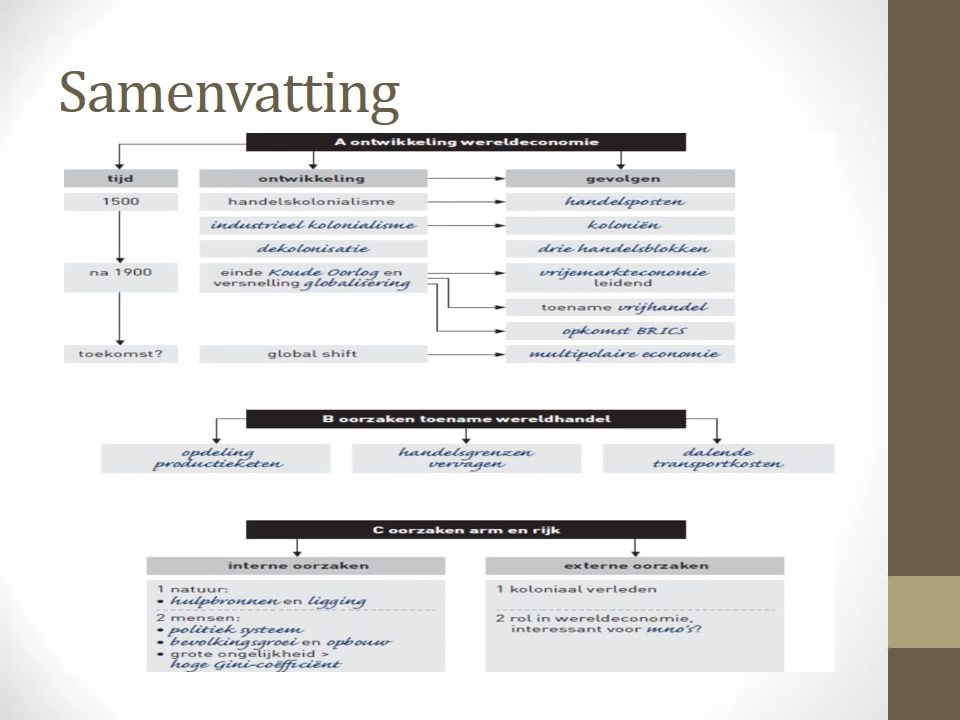 Samenvatting
A ontwikkeling wereldeconomie
tijd
ontwikkeling
gevolgen
1500
handelskolonialisme
handelsposten
industrieel kolonialisme
koloniën
dekolonisatie
drie handelsblokken
na 1900
einde Koude Oorlog en
versnelling globalisering
vrijemarkteconomie
leidend
toename vrijhandel
opkomst BRICS
toekomst?
global shift
multipolaire economie
B oorzaken toename wereldhandel
opdeling
productieketen
handelsgrenzen
vervagen
dalende
transportkosten
C oorzaken arm en rijk
interne oorzaken
1 natuur:
• hulpbronnen en ligging
2 mensen:
• politiek systeem
• bevolkingsgroei en opbouw
• grote ongelijkheid >
hoge Gini-coëfficiënt
externe oorzaken
1 koloniaal verleden
2 rol in wereldeconomie,
interessant voor mno's?